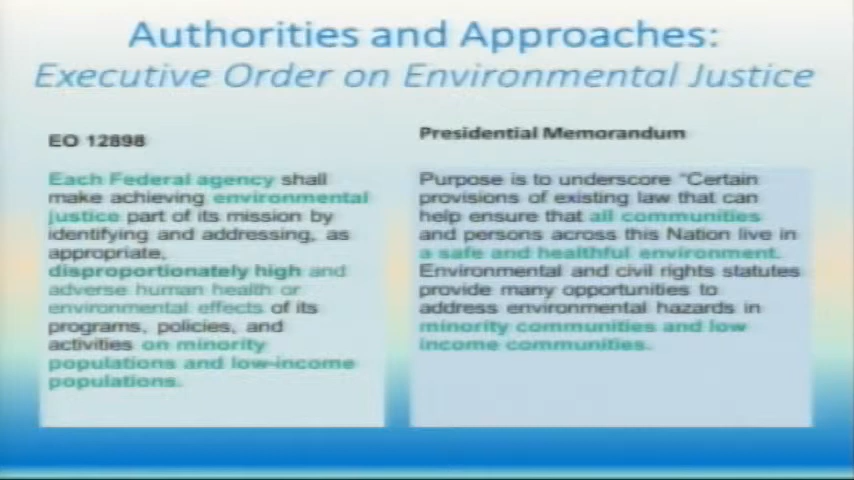 Authorities and Approaches:
Executive Order on Environmental Justice
EO 12898
Each Federal agency shall
make achieving environmental
justice part of its mission by
identifying and addressing, as
appropriate,
disproportionately high and
adverse human health or
environmental effects of its
programs, policies, and
activities on minority
populations and low-income
populations.
Presidential Memorandum
Purpose is to underscore "Certain
provisions of existing law that can
help ensure that all communities
and persons across this Nation live in
a safe and healthful environment.
Environmental and civil rights statutes
provide many opportunities to
address environmental hazards in
minority communities and low
income communities.